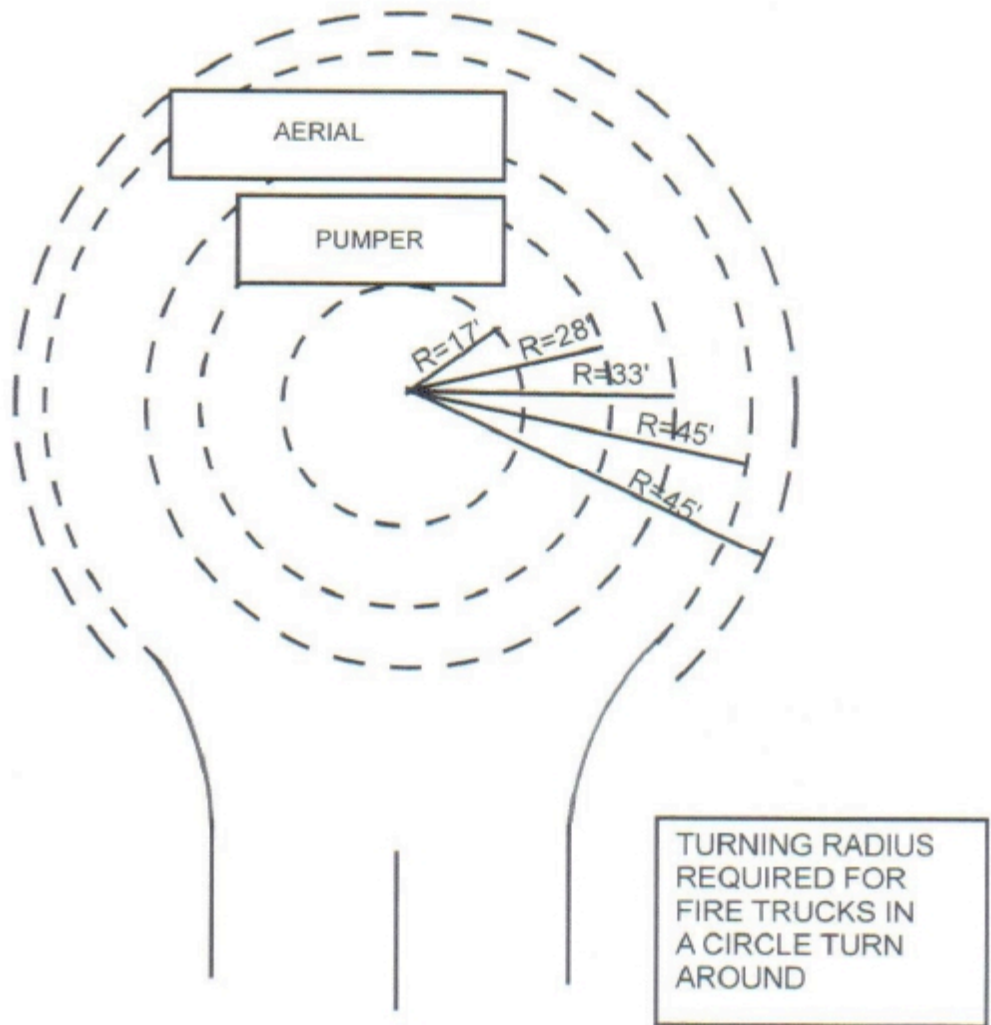 AERIAL
PUMPER
R=17'
R=28'
R=33'
R=45'
R=45'
TURNING RADIUS
REQUIRED FOR
FIRE TRUCKS IN
A CIRCLE TURN
AROUND